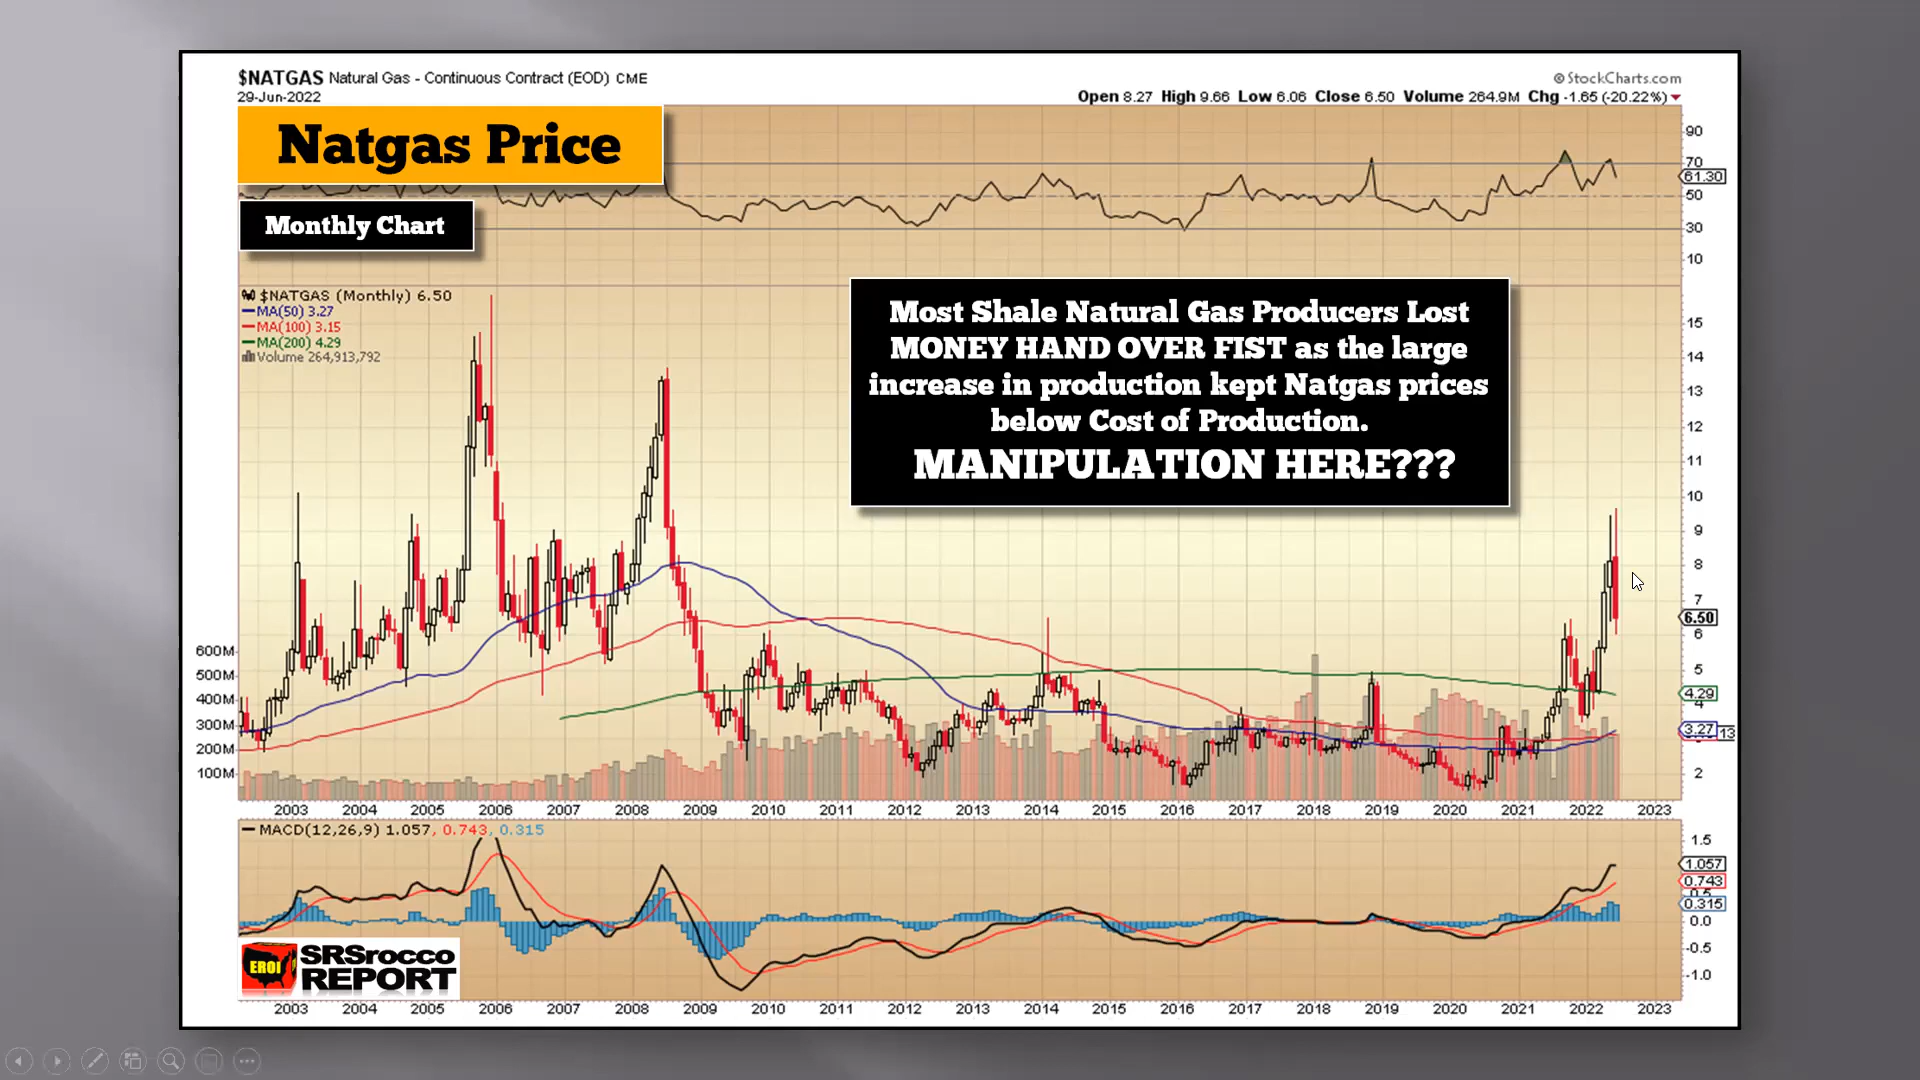 $NATGAS Natural Gas - Continuous Contract (EOD) CME
© StockCharts.com
29-Jun-2022
Open 8.27 High 9.66 Low 6.06 Close 6.50 Volume 264.9M Chg -1.65 (-20.22%)
Natgas Price
Monthly Chart
90
70
61.30
50
30
10
$NATGAS (Monthly) 6.50
MA(50) 3.27
MA(100) 3.15
MA(200) 4.29
Volume 264,913,792
Most Shale Natural Gas Producers Lost
MONEY HAND OVER FIST as the large
increase in production kept Natgas prices
below Cost of Production.
MANIPULATION HERE???
15
14
13
12
11
10
9
8
7
6.50
6
5
4.29
4
3.27
13
2
600M
500M
400M
300M
200M
100M
2003 2004 2005 2006 2007 2008 2009 2010 2011 2012 2013 2014 2015 2016 2017 2018 2019 2020 2021 2022 2023
MACD(12,26,9) 1.057, 0.743, 0.315
1.5
1.057
0.743
0.5
0.315
0.0
-0.5
-1.0
EROI
SRSrocco
REPORT
2003 2004 2005 2006 2007 2008 2009 2010 2011 2012 2013 2014 2015 2016 2017 2018 2019 2020 2021 2022 2023